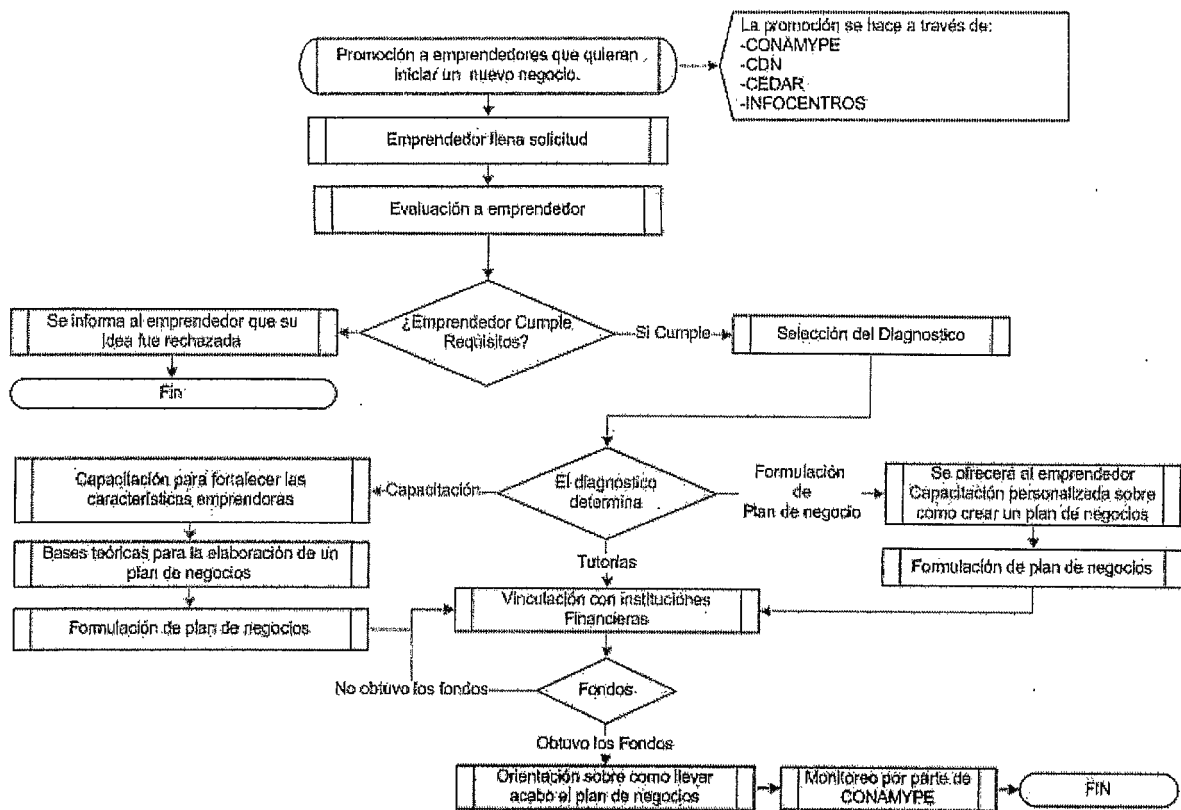 Promoción a emprendedores que quieran
iniciar un nuevo negocio.
La promoción se hace a través de:
-CONAMYPE
-CDN
-CEDAR
-INFOCENTROS
Emprendedor llena solicitud
Evaluación a emprendedor
¿Emprendedor Cumple
Requisitos?
Se informa al emprendedor que su
idea fue rechazada
Fin
Si Cumple
Selección del Diagnostico
El diagnóstico
determina
Capacitación
Capacitación para fortalecer las
características emprendoras
Bases teóricas para la elaboración de un
plan de negocios
Formulación de plan de negocios
Formulación
de
Plan de negocio
Se ofrecerá al emprendedor
Capacitación personalizada sobre
como crear un plan de negocios
Formulación de plan de negocios
Tutorías
Vinculación con instituciones
Financieras
No obtuvo los fondos
Fondos
Obtuvo los Fondos
Orientación sobre como llevar
acabo el plan de negocios
Monitoreo por parte de
CONAMYPE
FIN